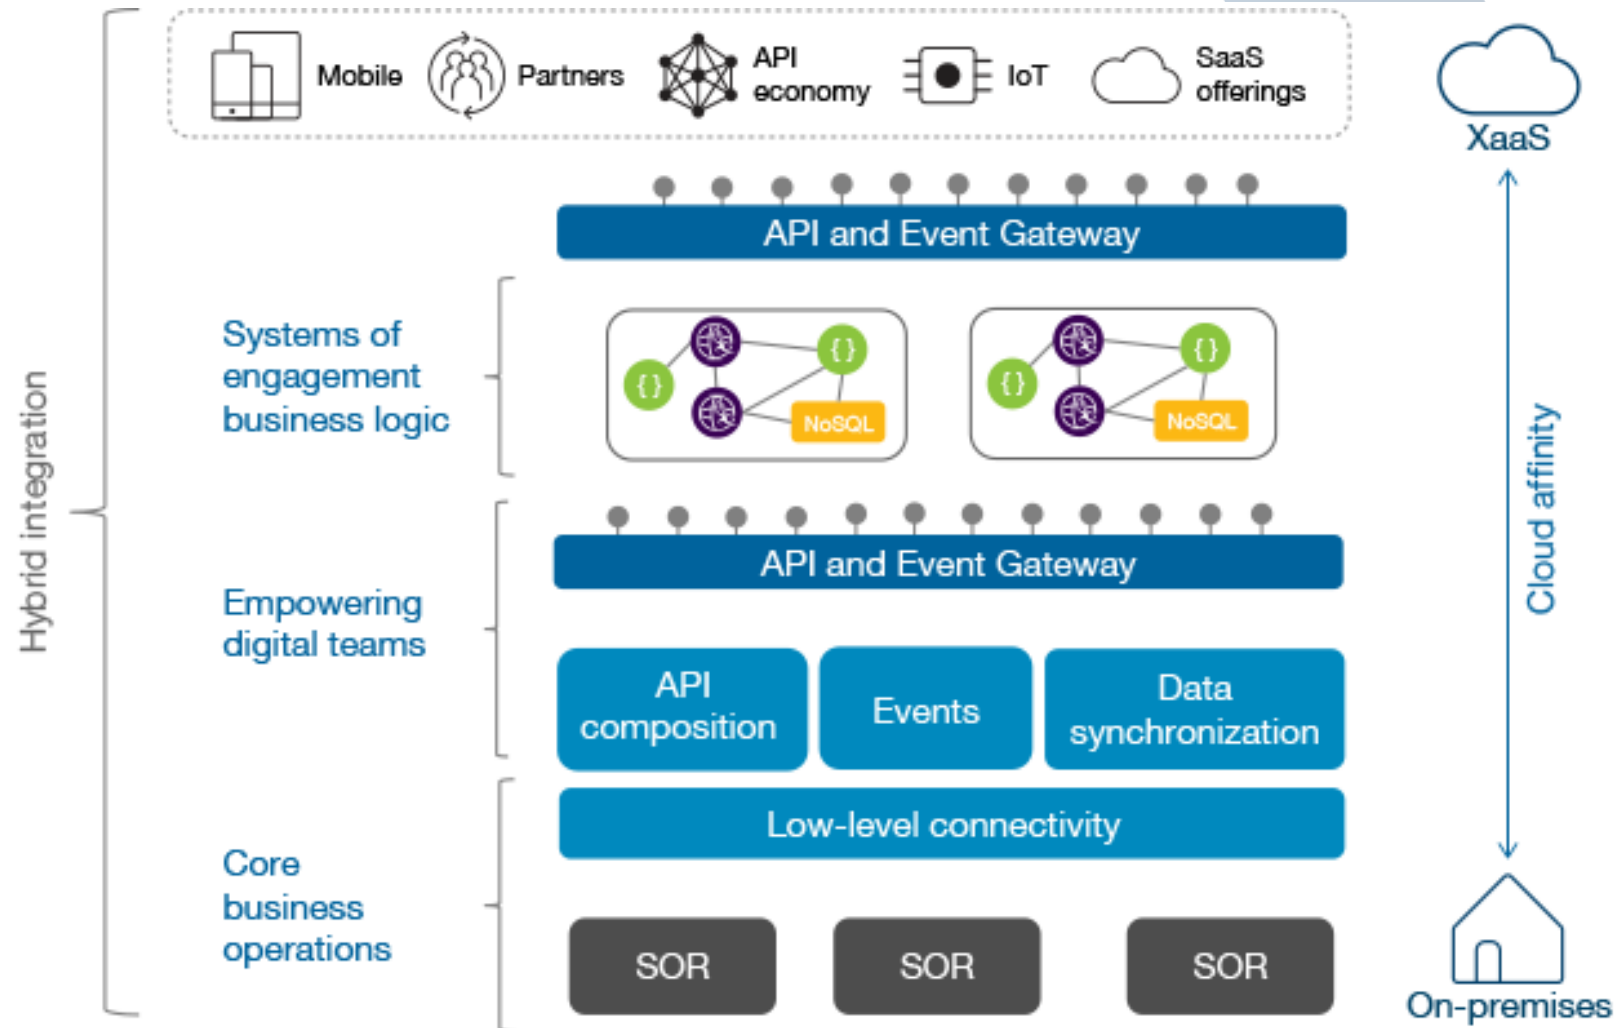 Mobile
Partners
API
economy
IoT
SaaS
offerings
XaaS
API and Event Gateway
Systems of
engagement
business logic
{ }
{ }
NoSQL
{ }
{ }
NoSQL
Hybrid integration
Cloud affinity
API and Event Gateway
Empowering
digital teams
API
composition
Events
Data
synchronization
Low-level connectivity
Core
business
operations
SOR
SOR
SOR
On-premises